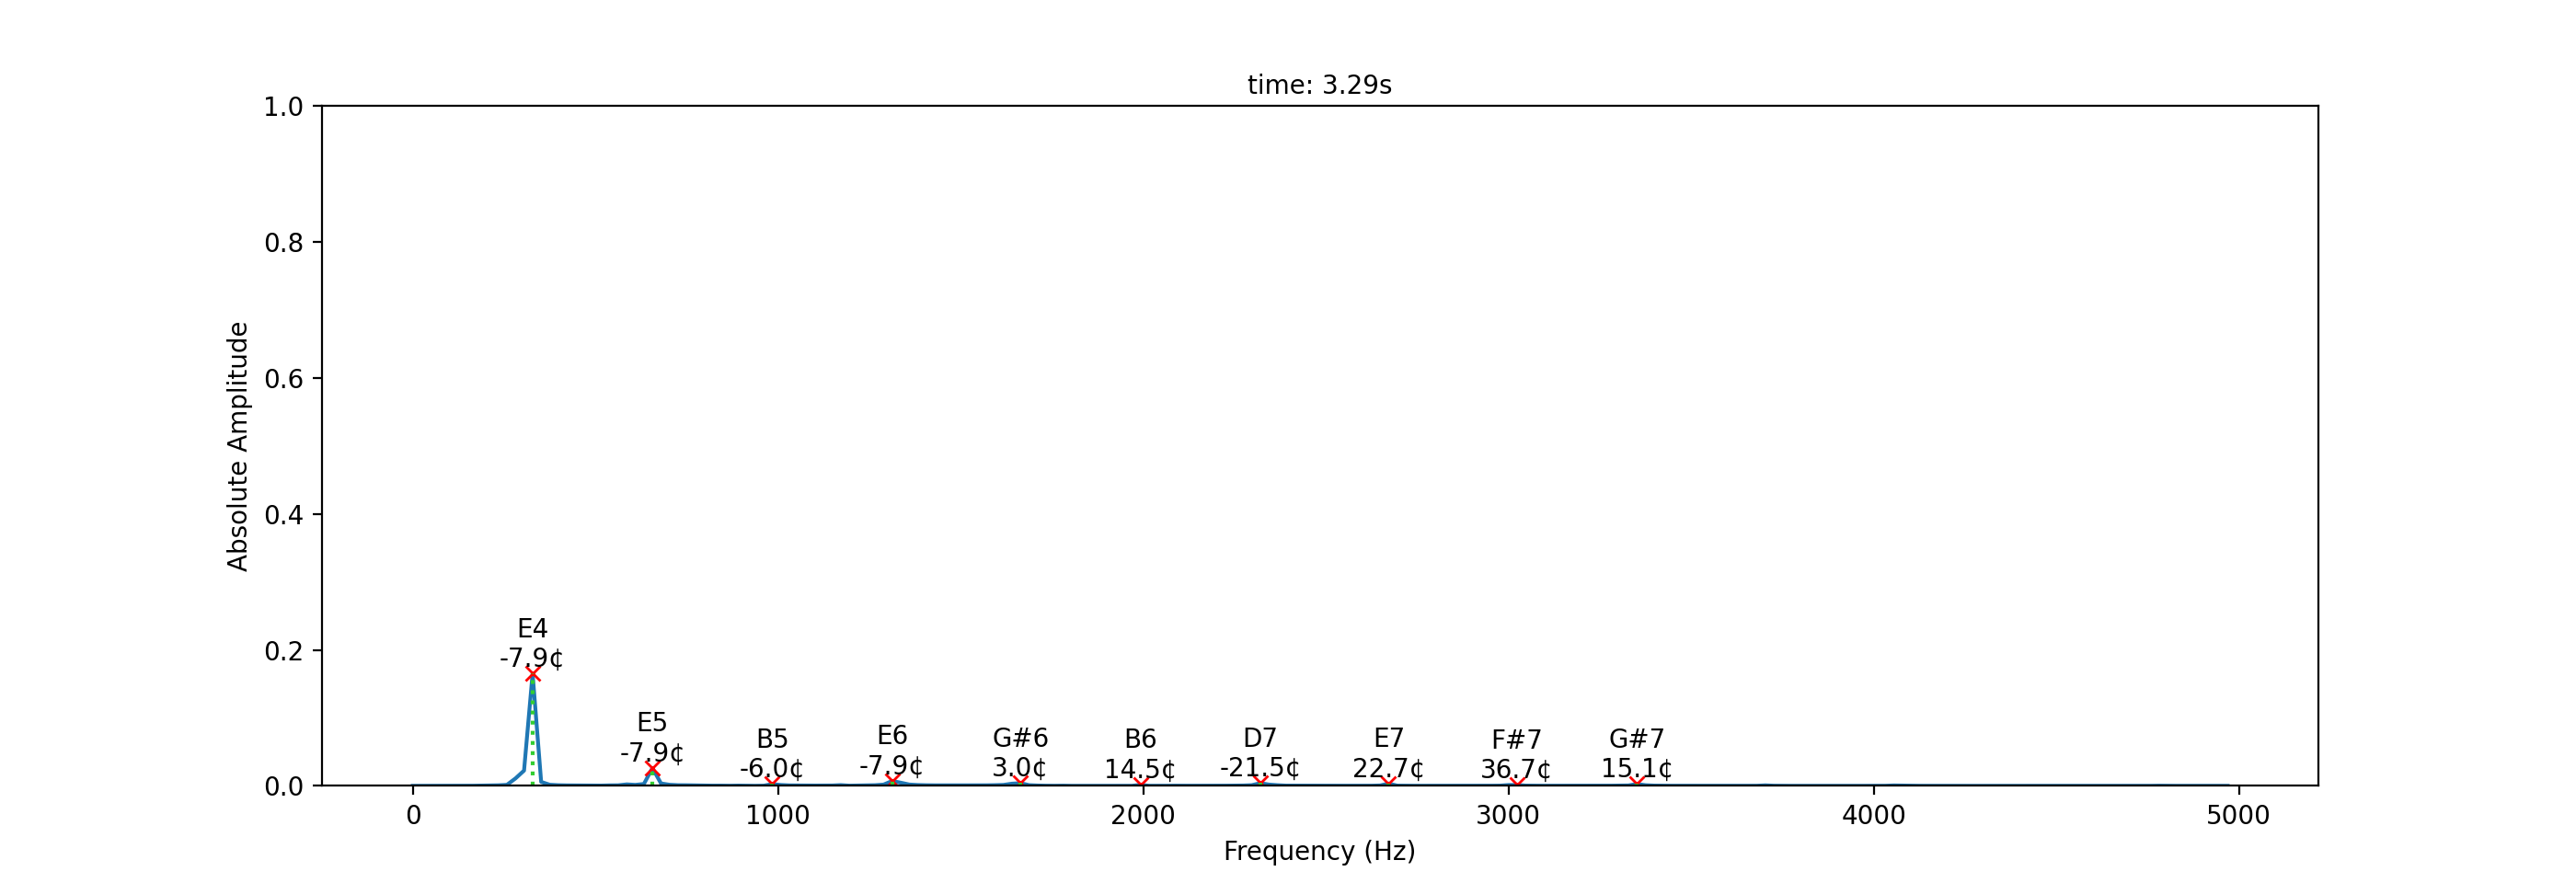 time: 3.29s
1.0
0.8
0.6
0.4
0.2
0.0
Absolute Amplitude
E4
-7.9¢
E5
-7.9¢
B5
-6.0¢
E6
-7.9¢
G#6
3.0¢
B6
14.5¢
D7
-21.5¢
E7
22.7¢
F#7
36.7¢
G#7
15.1¢
0 1000 2000 3000 4000 5000
Frequency (Hz)